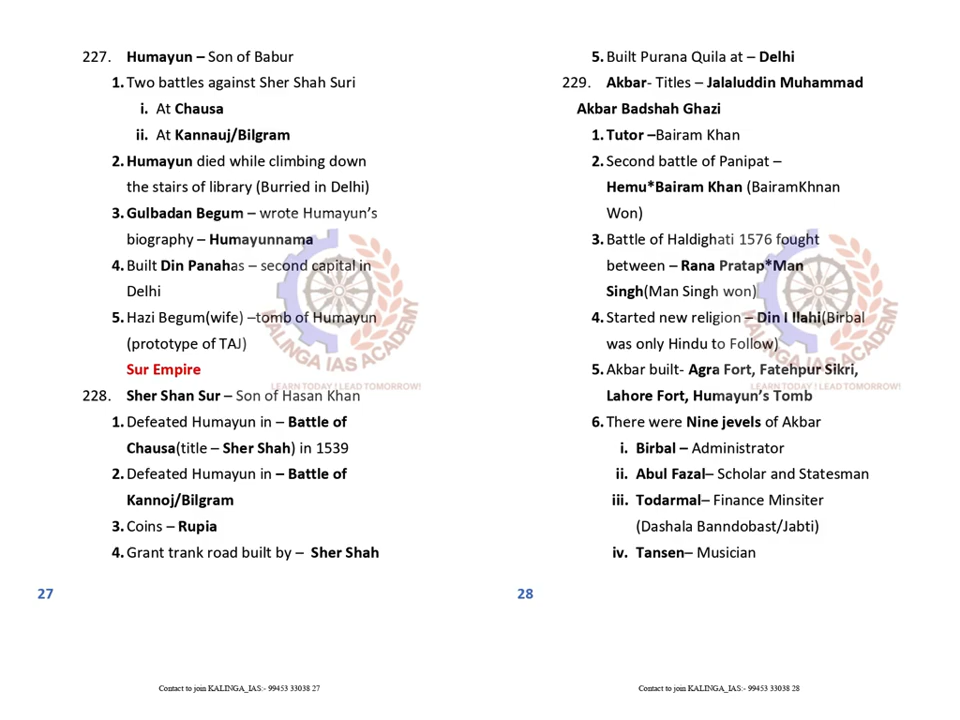 227. Humayun – Son of Babur
1. Two battles against Sher Shah Suri
i. At Chausa
ii. At Kannauj/Bilgram
2. Humayun died while climbing down
the stairs of library (Burried in Delhi)
3. Gulbadan Begum – wrote Humayun's
biography – Humayunnama
4. Built Din Panahas – second capital in
Delhi
5. Hazi Begum(wife) –tomb of Humayun
(prototype of TAJ)
Sur Empire
228. Sher Shan Sur – Son of Hasan Khan
1. Defeated Humayun in – Battle of
Chausa(title – Sher Shah) in 1539
2. Defeated Humayun in – Battle of
Kannoj/Bilgram
3. Coins – Rupia
4. Grant trank road built by – Sher Shah
KALINGA IAS ACADEMY
LEARN TODAY ! LEAD TOMORROW!
27
Contact to join KALINGA_IAS:- 99453 33038 27
5. Built Purana Quila at – Delhi
229. Akbar- Titles – Jalaluddin Muhammad
Akbar Badshah Ghazi
1. Tutor –Bairam Khan
2. Second battle of Panipat –
Hemu*Bairam Khan (BairamKhnan
Won)
3. Battle of Haldighati 1576 fought
between – Rana Pratap*Man
Singh(Man Singh won)
4. Started new religion – Din I Ilahi(Birbal
was only Hindu to Follow)
5. Akbar built- Agra Fort, Fatehpur Sikri,
Lahore Fort, Humayun's Tomb
6. There were Nine jevels of Akbar
i. Birbal – Administrator
ii. Abul Fazal– Scholar and Statesman
iii. Todarmal– Finance Minsiter
(Dashala Banndobast/Jabti)
iv. Tansen– Musician
KALINGA IAS ACADEMY
LEARN TODAY ! LEAD TOMORROW!
28
Contact to join KALINGA_IAS:- 99453 33038 28